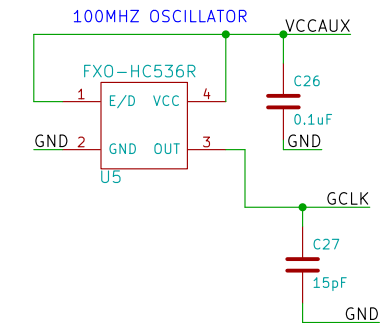 100MHZ OSCILLATOR
VCCAUX
FXO-HC536R
C26
1 E/D VCC 4
0.1uF
GND 2 GND OUT 3 GND
U5
GCLK
C27
15pF
GND